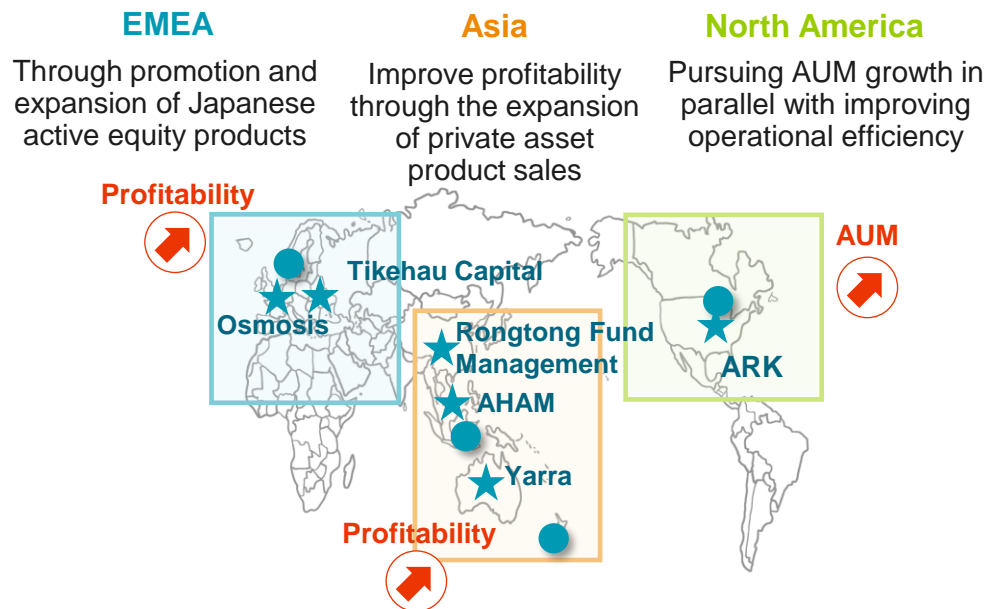 EMEA
Through promotion and
expansion of Japanese
active equity products
Asia
Improve profitability
through the expansion
of private asset
product sales
North America
Pursuing AUM growth in
parallel with improving
operational efficiency
Profitability
Tikehau Capital
Osmosis
Rongtong Fund
Management
AHAM
Yarra
Profitability
AUM
ARK